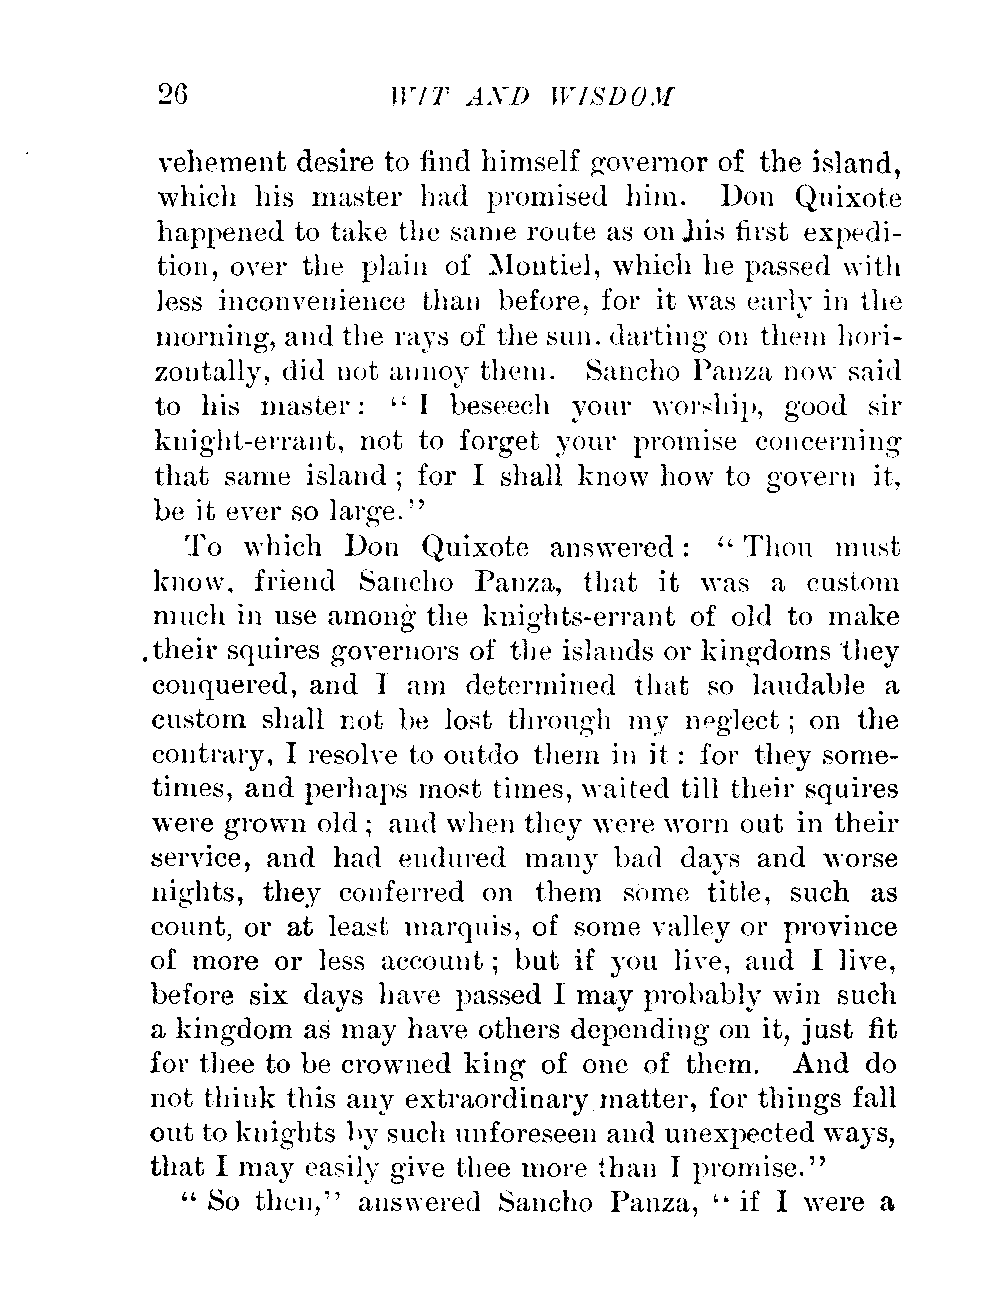 26 WIT AND WISDOM
vehement desire to find himself governor of the island,
which his master had promised him. Don Quixote
happened to take the same route as on his first expedi-
tion, over the plain of Montiel, which he passed with
less inconvenience than before, for it was early in the
morning, and the rays of the sun, darting on them hori-
zontally, did not annoy them. Sancho Panza now said
to his master: “I beseech your worship, good sir
knight-errant, not to forget your promise concerning
that same island; for I shall know how to govern it,
be it ever so large.”
To which Don Quixote answered: “Thou must
know, friend Sancho Panza, that it was a custom
much in use among the knights-errant of old to make
their squires governors of the islands or kingdoms they
conquered, and I am determined that so laudable a
custom shall not be lost through my neglect; on the
contrary, I resolve to outdo them in it: for they some-
times, and perhaps most times, waited till their squires
were grown old; and when they were worn out in their
service, and had endured many bad days and worse
nights, they conferred on them some title, such as
count, or at least marquis, of some valley or province
of more or less account; but if you live, and I live,
before six days have passed I may probably win such
a kingdom as may have others depending on it, just fit
for thee to be crowned king of one of them. And do
not think this any extraordinary matter, for things fall
out to knights by such unforeseen and unexpected ways,
that I may easily give thee more than I promise.”
“So then,” answered Sancho Panza, “if I were a